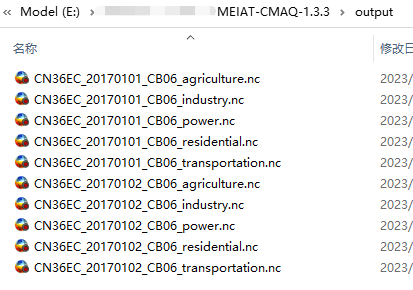 « Model (E:) › MEIAT-CMAQ-1.3.3 › output
名称 修改日
CN36EC_20170101_CB06_agriculture.nc 2023/
CN36EC_20170101_CB06_industry.nc 2023/
CN36EC_20170101_CB06_power.nc 2023/
CN36EC_20170101_CB06_residential.nc 2023/
CN36EC_20170101_CB06_transportation.nc 2023/
CN36EC_20170102_CB06_agriculture.nc 2023/
CN36EC_20170102_CB06_industry.nc 2023/
CN36EC_20170102_CB06_power.nc 2023/
CN36EC_20170102_CB06_residential.nc 2023/
CN36EC_20170102_CB06_transportation.nc 2023/